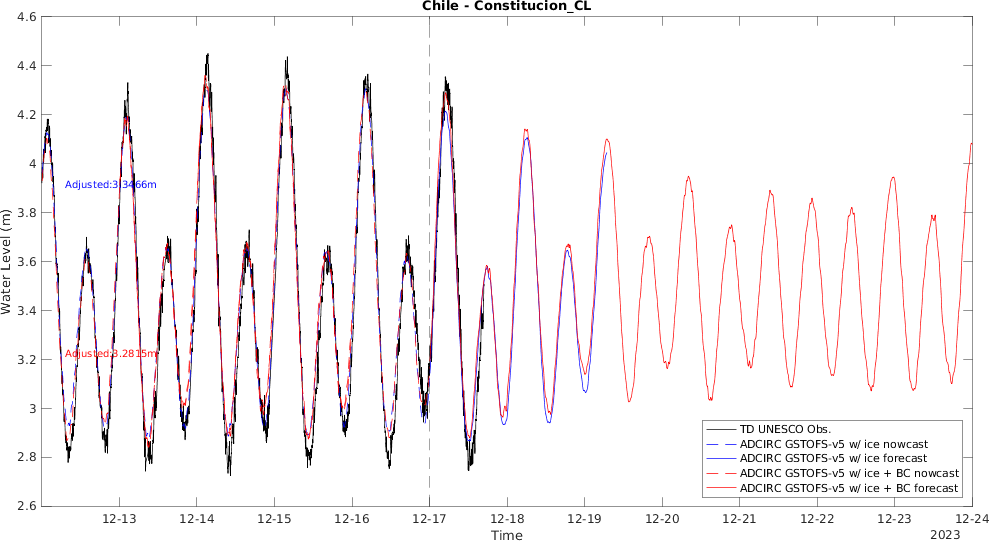 Chile - Constitucion_CL
4.6
4.4
4.2
4
3.8
3.6
3.4
3.2
3
2.8
2.6
Water Level (m)
Adjusted:3.3466m
Adjusted:3.2815m
TD UNESCO Obs.
ADCIRC GSTOFS-v5 w/ ice nowcast
ADCIRC GSTOFS-v5 w/ ice forecast
ADCIRC GSTOFS-v5 w/ ice + BC nowcast
ADCIRC GSTOFS-v5 w/ ice + BC forecast
12-13 12-14 12-15 12-16 12-17 12-18 12-19 12-20 12-21 12-22 12-23 12-24
Time
2023